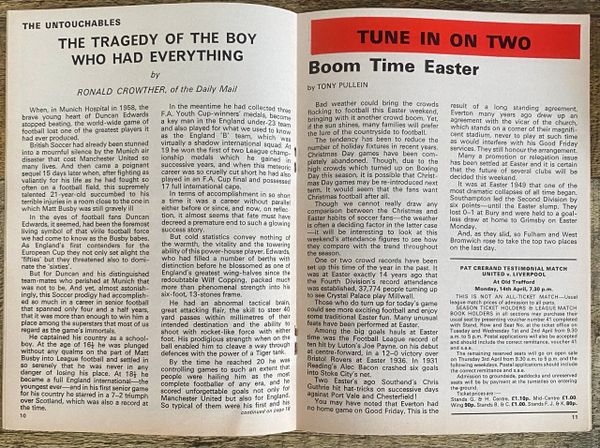 THE UNTOUCHABLES
THE TRAGEDY OF THE BOY
WHO HAD EVERYTHING
by
RONALD CROWTHER, of the Daily Mail
When, in Munich Hospital in 1958, the
brave young heart of Duncan Edwards
stopped beating, the world-wide game of
football lost one of the greatest players it
had ever produced.
British Soccer had already been stunned
into a mournful silence by the Munich air
disaster that cost Manchester United so
many lives. And then came a poignant
sequel 15 days later when, after fighting as
valiantly for his life as he had fought so
often on a football field, this supremely
talented 21-year-old succumbed to his
terrible injuries in a room close to the one in
which Matt Busby was still gravely ill
In the eyes of football fans Duncan
Edwards, it seemed, had been the foremost
living symbol of that virile football force
we had come to know as the Busby babes.
As England's first contenders for the
European Cup they not only set alight the
'fifties' but they threatened also to domi-
nate the 'sixties'.
But for Duncan and his distinguished
team-mates who perished at Munich that
was not to be. And yet, almost astonish-
ingly, this Soccer prodigy had accomplish-
ed so much in a career in senior football
that spanned only four and a half years,
that it was more than enough to win him a
place among the superstars that most of us
regard as the game's immortals.
He captained his country as a school-
boy. At the age of 16½ he was plunged
without any qualms on the part of Matt
Busby into League football and settled in
so serenely that he was never in any
danger of losing his place. At 18½ he
became a full England international—the
youngest ever—and in his first senior game
for his country he starred in a 7–2 triumph
over Scotland, which was also a record at
the time.
10
In the meantime he had collected three
F.A. Youth Cup-winners' medals, become
a key man in the England under-23 team
and also played for what we used to know
as the England 'B' team, which was
virtually a shadow international squad. At
19 he won the first of two League cham-
pionship medals which he gained in
successive years, and when this meteoric
career was so cruelly cut short he had also
played in an F.A. Cup final and possessed
17 full international caps.
In terms of accomplishment in so short
a time it was a career without parallel
either before or since, and now, on reflec-
tion, it almost seems that fate must have
decreed a premature end to such a glowing
success story.
But cold statistics convey nothing of
the warmth, the vitality and the towering
ability of this power-house player. Edwards,
who had filled a number of berths with
distinction before he blossomed as one of
England's greatest wing-halves since the
redoubtable Wilf Copping, packed much
more than phenomenal strength into his
six-foot, 13-stones frame.
He had an abnormal tactical brain,
great attacking flair, the skill to steer 40
yard passes within millimetres of their
intended destination and the ability to
shoot with rocket-like force with either
foot. His prodigious strength when on the
ball enabled him to cleave a way through
defences with the power of a Tiger tank.
By the time he reached 20 he was
controlling games to such an extent that
people were hailing him as the most
complete footballer of any era, and he
scored unforgettable goals not only for
Manchester United but also for England.
So typical of them were his first and his
continued on page 18
TUNE IN ON TWO
Boom Time Easter
by TONY PULLEIN
Bad weather could bring the crowds
flocking to football this Easter weekend,
bringing with it another crowd boom. Yet
if the sun shines, many families will prefer
the lure of the countryside to football.
The tendency has been to reduce the
number of holiday fixtures in recent years.
Christmas Day games have been com-
pletely abandoned. Though, due to the
high crowds which turned up on Boxing
Day this season, it is possible that Christ-
mas Day games may be re-introduced next
term. It would seem that the fans want
Christmas football after all.
Though we cannot really draw any
comparison between the Christmas and
Easter habits of soccer fans—the weather
is often a deciding factor in the latter case
—it will be interesting to look at this
weekend's attendance figures to see how
they compare with the trend throughout
the season.
One or two crowd records have been
set up this time of the year in the past. It
was at Easter exactly 14 years ago that
the Fourth Division's record attendance
was established, 37,774 people turning up
to see Crystal Palace play Millwall.
Those who do turn up for today's game
could see more exciting football and enjoy
some traditional Easter fun. Many unusual
feats have been performed at Easter.
Among the big goals hauls at Easter
time was the Football League record of
ten hit by Luton's Joe Payne, on his debut
at centre-forward, in a 12–0 victory over
Bristol Rovers at Easter 1936. In 1931
Reading's Alec Bacon crashed six goals
into Stoke City's net.
Two Easter's ago Southend's Chris
Guthrie hit hat-tricks on successive days
against Port Vale and Chesterfield!
You may have noted that Everton had
no home game on Good Friday. This is the
result of a long standing agreement.
Everton many years ago drew up an
agreement with the vicar of the church,
which stands on a corner of their magnifi-
cent stadium, never to play at such time
as would interfere with his Good Friday
services. They still honour the arrangement.
Many a promotion or relegation issue
has been settled at Easter and it is certain
that the future of several clubs will be
decided this weekend.
It was at Easter 1949 that one of the
most dramatic collapses of all time began.
Southampton led the Second Division by
six points—until the Easter slump. They
lost 0–1 at Bury and were held to a goal-
less draw at home to Grimsby on Easter
Monday.
And, as they slid, so Fulham and West
Bromwich rose to take the top two places
on the last day.
PAT CRERAND TESTIMONIAL MATCH
UNITED v. LIVERPOOL
At Old Trafford
Monday, 14th April, 7.30 p.m.
THIS IS NOT AN ALL-TICKET MATCH—Usual
league match prices of admission to all parts.
SEASON TICKET HOLDERS & LEAGUE MATCH
BOOK HOLDERS in all sections may purchase their
usual seat by presenting voucher number 41 completed
with Stand, Row and Seat No. at the ticket office on
Tuesday and Wednesday 1st and 2nd April from 9.30
a.m. to 5 p.m. Postal applications will also be accepted
and should include the correct remittance, voucher 41
and s.a.e.
The remaining reserved seats will go on open sale
on Thursday 3rd April from 9.30 a.m. to 5 p.m. and the
following weekdays. Postal applications should include
the correct remittance and s.a.e.
Admission to groundside, paddocks and unreserved
seats will be by payment at the turnstiles on entering
the ground.
Ticket prices are—
Stands G. & H. Centre, £1.10p. Mid-Centre £1.00.
Wing 90p. Stands B. & C. £1.00. Stands F. J. & K. 80p.
11